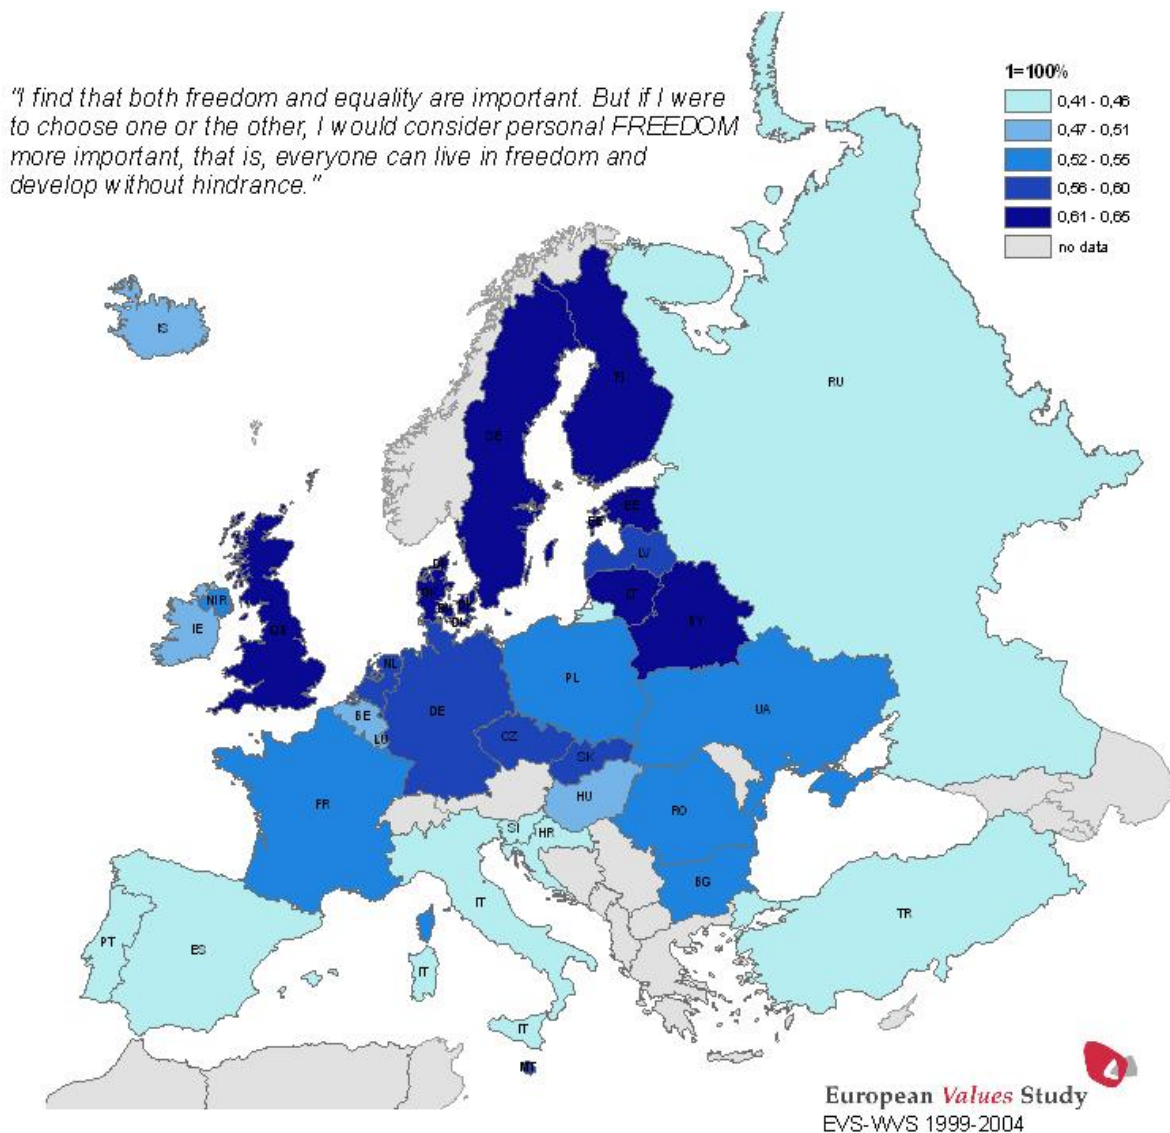 "I find that both freedom and equality are important. But if I were
to choose one or the other, I would consider personal FREEDOM
more important, that is, everyone can live in freedom and
develop without hindrance."
1=100%
0,41 - 0,46
0,47 - 0,51
0,52 - 0,55
0,56 - 0,60
0,61 - 0,65
no data
IS
RU
FI
SE
EE
EE
LV
LT
BY
DK
DK
DK
DK
NIR
IE
GB
NL
PL
BE
DE
UA
LU
CZ
SK
FR
HU
RO
SI
HR
BG
IT
TR
PT
ES
IT
IT
MT
European Values Study
EVS-WVS 1999-2004